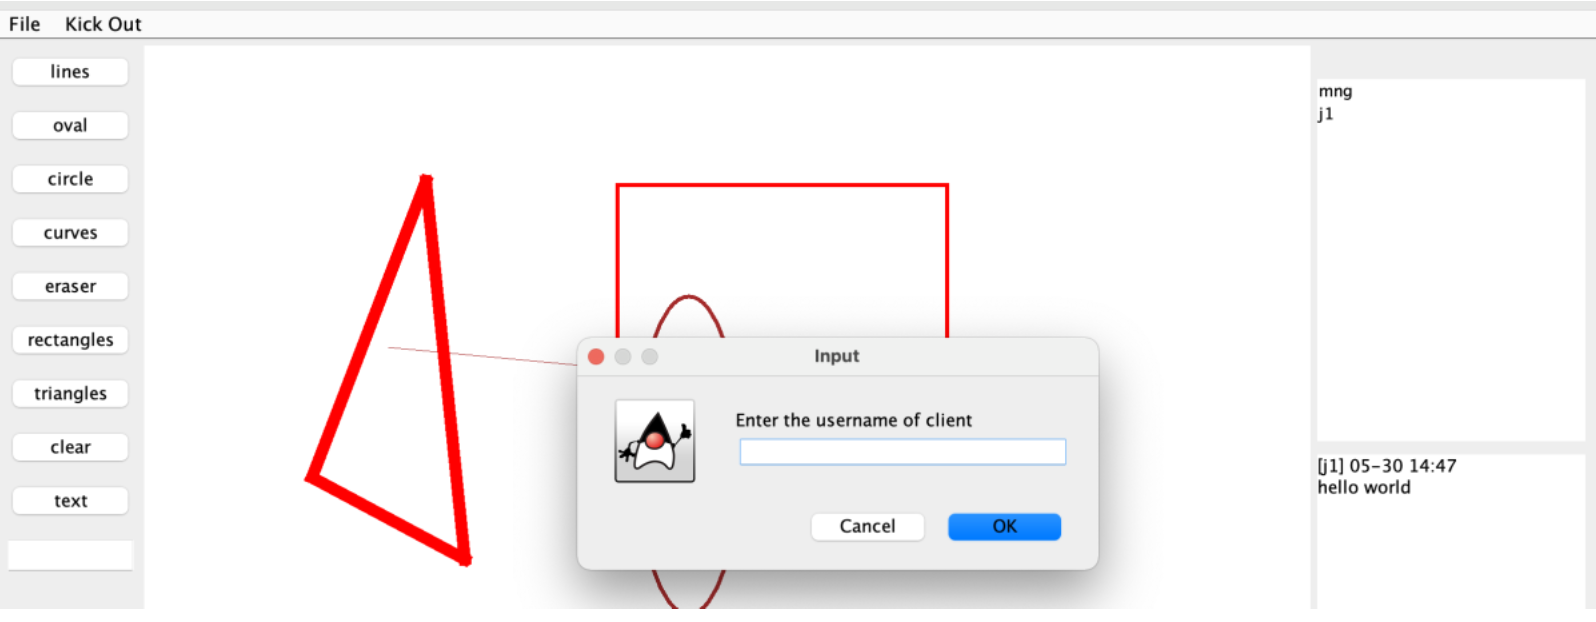 File Kick Out
lines
oval
circle
curves
eraser
rectangles
triangles
clear
text
Input
Enter the username of client
Cancel OK
mng
j1
[j1] 05-30 14:47
hello world